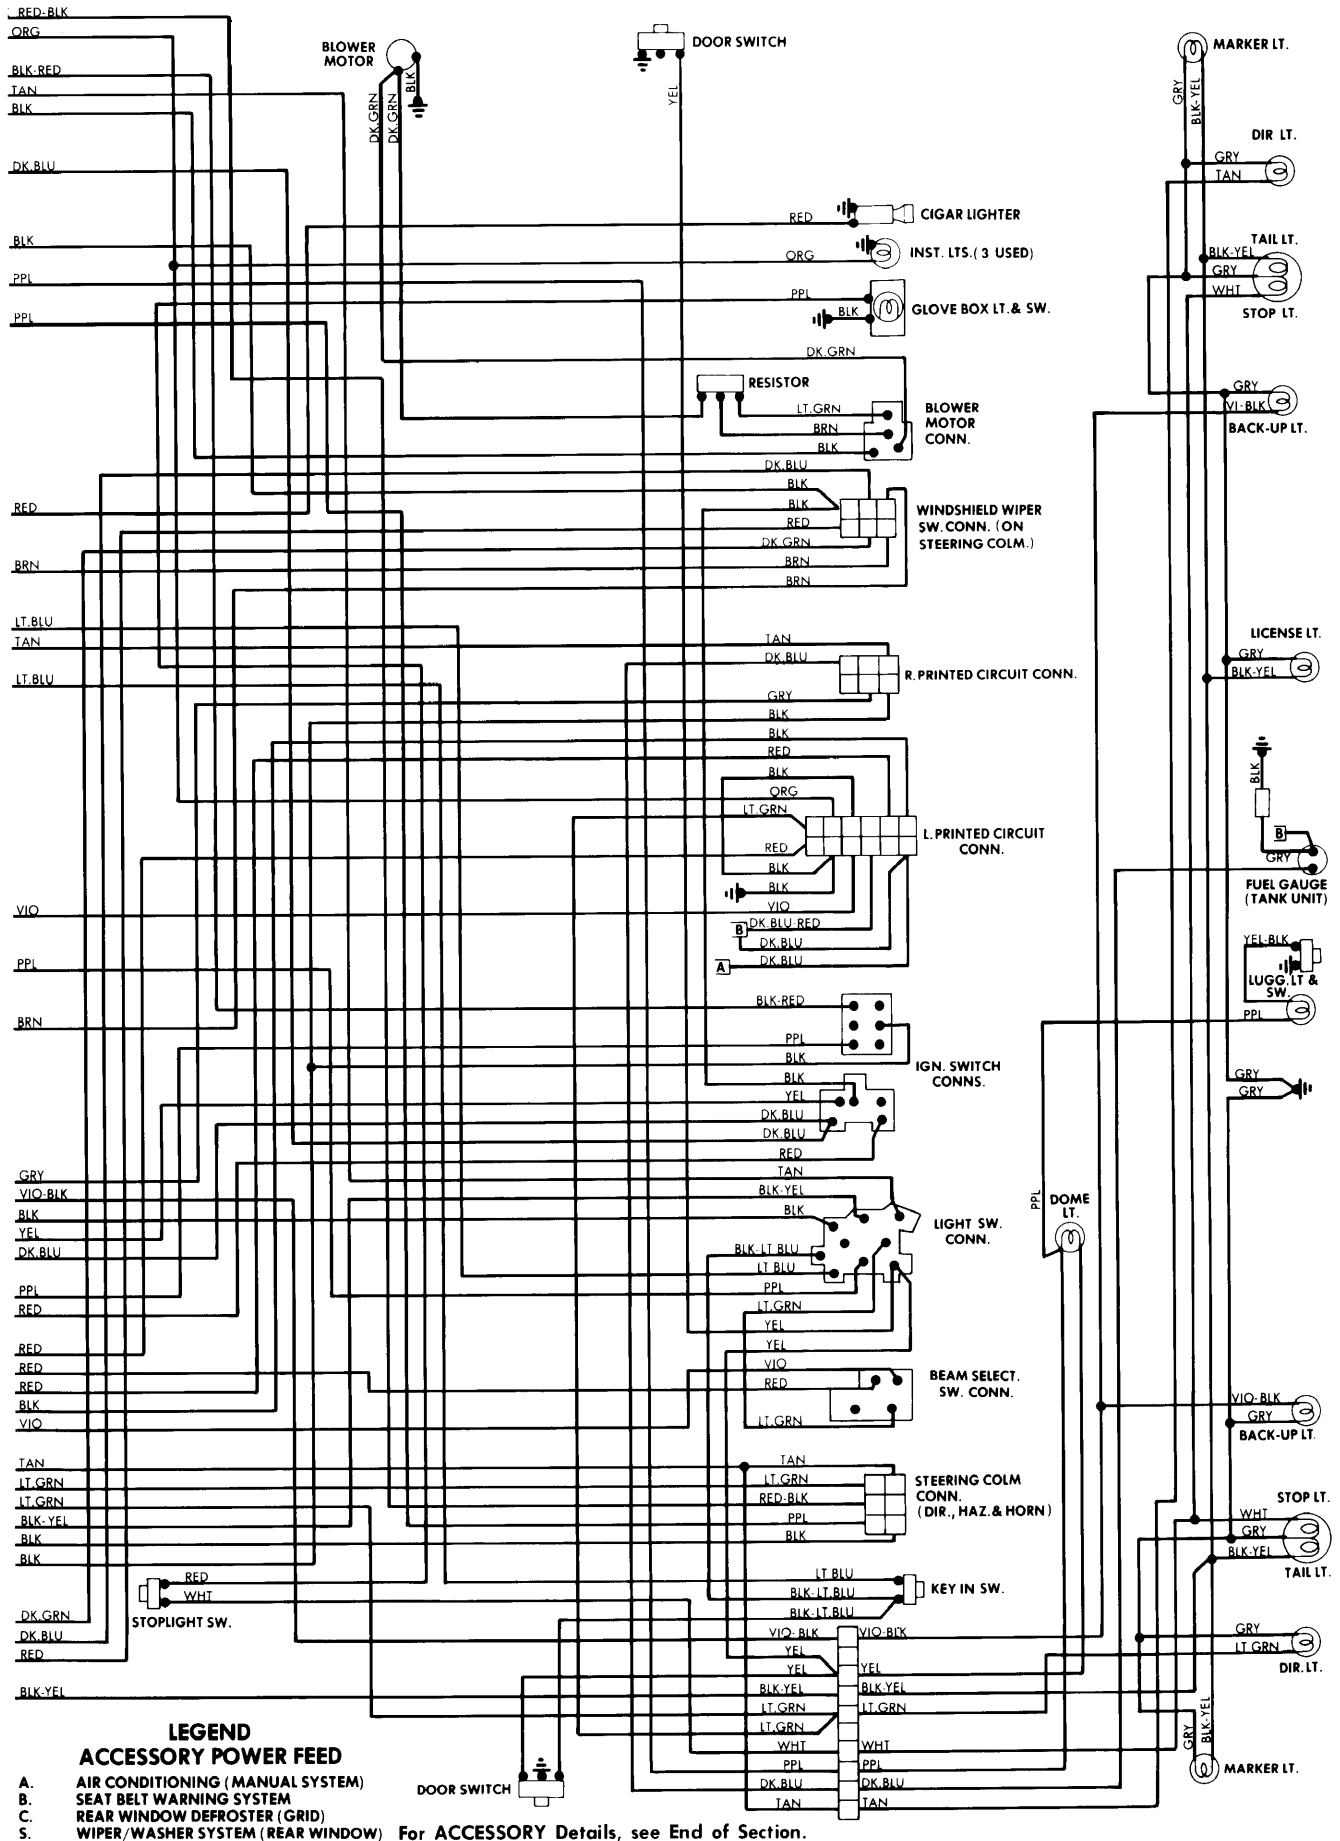 RED-BLK
ORG
BLK-RED
TAN
BLK
DK.BLU
BLK
PPL
PPL
RED
BRN
LT.BLU
TAN
LT.BLU
VIO
PPL
BRN
GRY
VIO-BLK
BLK
YEL
DK.BLU
PPL
RED
RED
RED
RED
BLK
VIO
TAN
LT.GRN
LT.GRN
BLK-YEL
BLK
BLK
RED
WHT
STOPLIGHT SW.
DK.GRN
DK.BLU
RED
BLK-YEL
BLOWER
MOTOR
BLK
DK.GRN
DK.GRN
DOOR SWITCH
YEL
RED
CIGAR LIGHTER
ORG
INST. LTS.( 3 USED)
PPL
BLK
GLOVE BOX LT.& SW.
DK.GRN
RESISTOR
LT.GRN
BRN
BLK
BLOWER
MOTOR
CONN.
DK.BLU
BLK
BLK
RED
DK.GRN
BRN
BRN
WINDSHIELD WIPER
SW. CONN. (ON
STEERING COLM.)
TAN
DK.BLU
GRY
BLK
R.PRINTED CIRCUIT CONN.
BLK
RED
BLK
ORG
LT.GRN
RED
BLK
BLK
VIO
B
DK.BLU-RED
DK.BLU
A
DK.BLU
L.PRINTED CIRCUIT
CONN.
BLK-RED
PPL
BLK
IGN. SWITCH
CONNS.
BLK
YEL
DK.BLU
DK.BLU
RED
TAN
BLK-YEL
BLK
BLK-LT BLU
LT BLU
PPL
LT.GRN
YEL
YEL
LIGHT SW.
CONN.
VIO
RED
LT.GRN
BEAM SELECT.
SW. CONN.
TAN
LT.GRN
RED-BLK
PPL
BLK
STEERING COLM
CONN.
(DIR., HAZ.& HORN)
LT BLU
BLK-LT.BLU
BLK-LT.BLU
KEY IN SW.
VIO-BLK
VIO-BLK
YEL
YEL
YEL
BLK-YEL
BLK-YEL
LT.GRN
LT.GRN
LT.GRN
WHT
WHT
PPL
PPL
DK.BLU
DK.BLU
TAN
TAN
DOOR SWITCH
MARKER LT.
GRY
BLK-YEL
DIR LT.
GRY
TAN
TAIL LT.
BLK-YEL
GRY
WHT
STOP LT.
GRY
VI-BLK
BACK-UP LT.
LICENSE LT.
GRY
BLK-YEL
BLK
B
GRY
FUEL GAUGE
(TANK UNIT)
YEL-BLK
LUGG.LT &
SW.
PPL
GRY
GRY
PPL
DOME
LT.
VIO-BLK
GRY
BACK-UP LT.
STOP LT.
WHT
GRY
BLK-YEL
TAIL LT.
GRY
LT GRN
DIR. LT.
GRY
BLK-YEL
MARKER LT.
LEGEND
ACCESSORY POWER FEED
A. AIR CONDITIONING (MANUAL SYSTEM)
B. SEAT BELT WARNING SYSTEM
C. REAR WINDOW DEFROSTER (GRID)
S. WIPER/WASHER SYSTEM (REAR WINDOW)
For ACCESSORY Details, see End of Section.